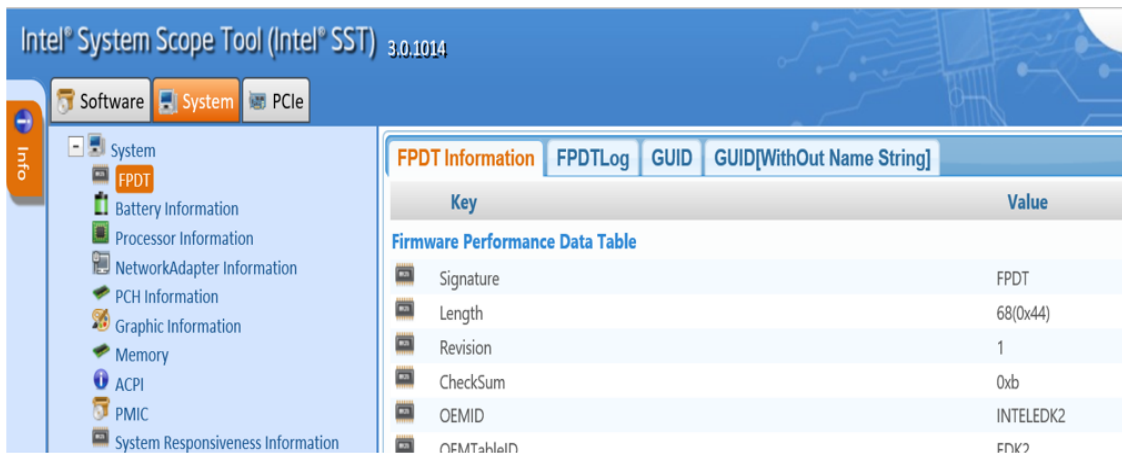 Intel® System Scope Tool (Intel® SST) 3.0.1014
Software System PCIe
Info
System
FPDT
Battery Information
Processor Information
NetworkAdapter Information
PCH Information
Graphic Information
Memory
ACPI
PMIC
System Responsiveness Information
FPDT Information FPDTLog GUID GUID[WithOut Name String]
Key Value
Firmware Performance Data Table
Signature FPDT
Length 68(0x44)
Revision 1
CheckSum 0xb
OEMID INTELEDK2
OEMTableID EDK2